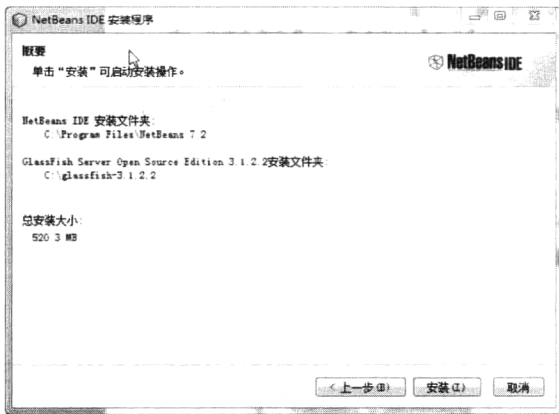 NetBeans IDE 安装程序
概要
单击“安装”可启动安装操作。
NetBeans IDE
NetBeans IDE 安装文件夹:
C:\Program Files\NetBeans 7.2
GlassFish Server Open Source Edition 3.1.2.2安装文件夹:
C:\glassfish-3.1.2.2
总安装大小:
520.3 MB
< 上一步(B)
安装(I)
取消